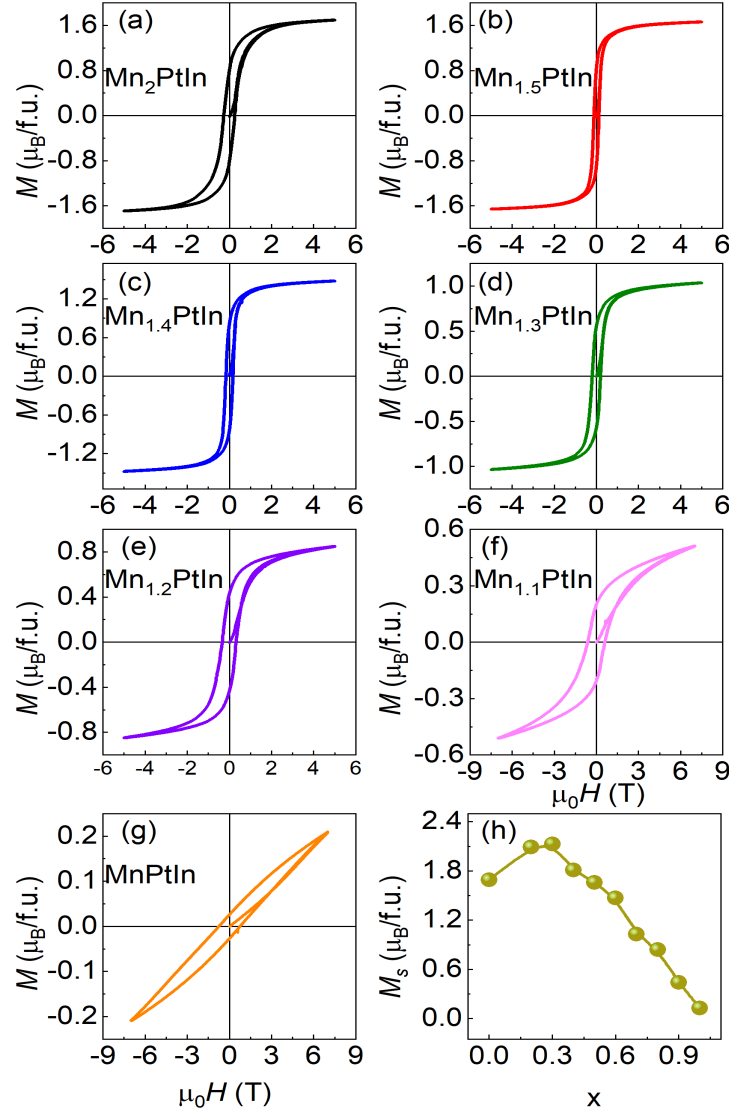 (a)
Mn2PtIn
M (μB/f.u.)
1.6
0.8
0.0
-0.8
-1.6
-6 -4 -2 0 2 4 6
(b)
Mn1.5PtIn
M (μB/f.u.)
1.6
0.8
0.0
-0.8
-1.6
-6 -4 -2 0 2 4 6
(c)
Mn1.4PtIn
M (μB/f.u.)
1.2
0.6
0.0
-0.6
-1.2
-6 -4 -2 0 2 4 6
(d)
Mn1.3PtIn
M (μB/f.u.)
1.0
0.5
0.0
-0.5
-1.0
-6 -4 -2 0 2 4 6
(e)
Mn1.2PtIn
M (μB/f.u.)
0.8
0.4
0.0
-0.4
-0.8
-6 -4 -2 0 2 4 6
(f)
Mn1.1PtIn
M (μB/f.u.)
0.6
0.3
0.0
-0.3
-0.6
-9 -6 -3 0 3 6 9
μ0H (T)
(g)
MnPtIn
M (μB/f.u.)
0.2
0.1
0.0
-0.1
-0.2
-9 -6 -3 0 3 6 9
μ0H (T)
(h)
Ms (μB/f.u.)
2.4
1.8
1.2
0.6
0.0
0.0 0.3 0.6 0.9
x